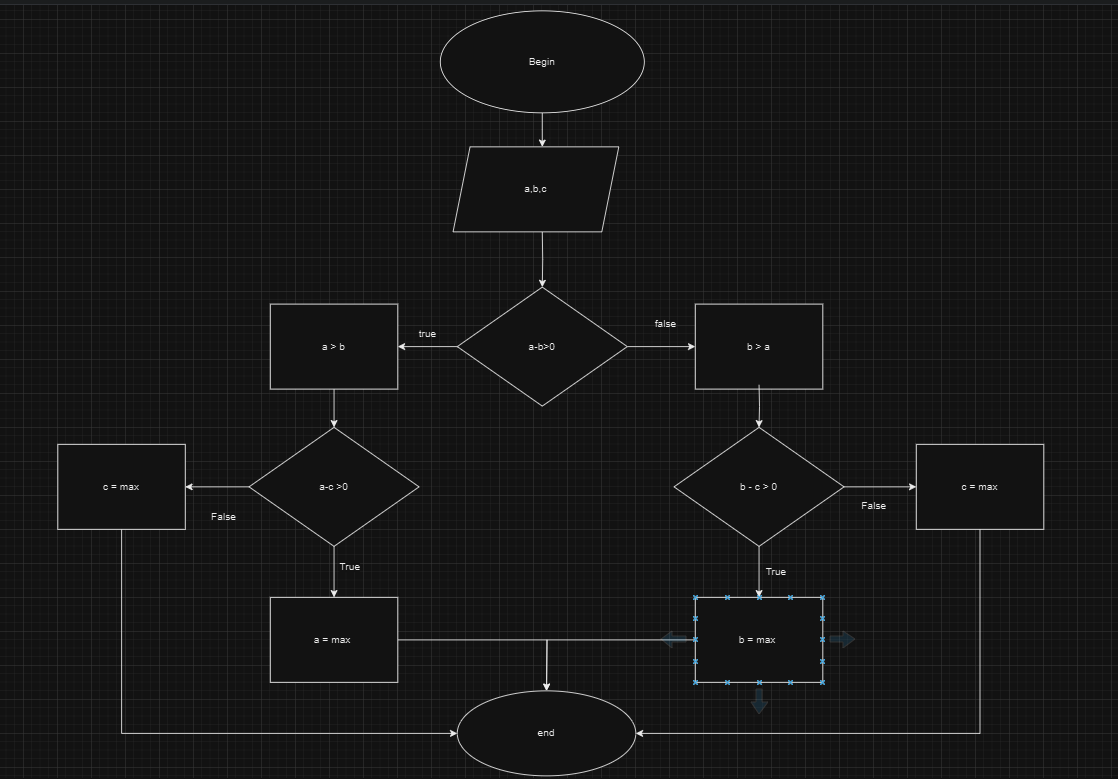 Begin
a,b,c
true
false
a > b
a-b>0
b > a
c = max
a-c >0
b - c > 0
c = max
False
False
True
True
a = max
b = max
end